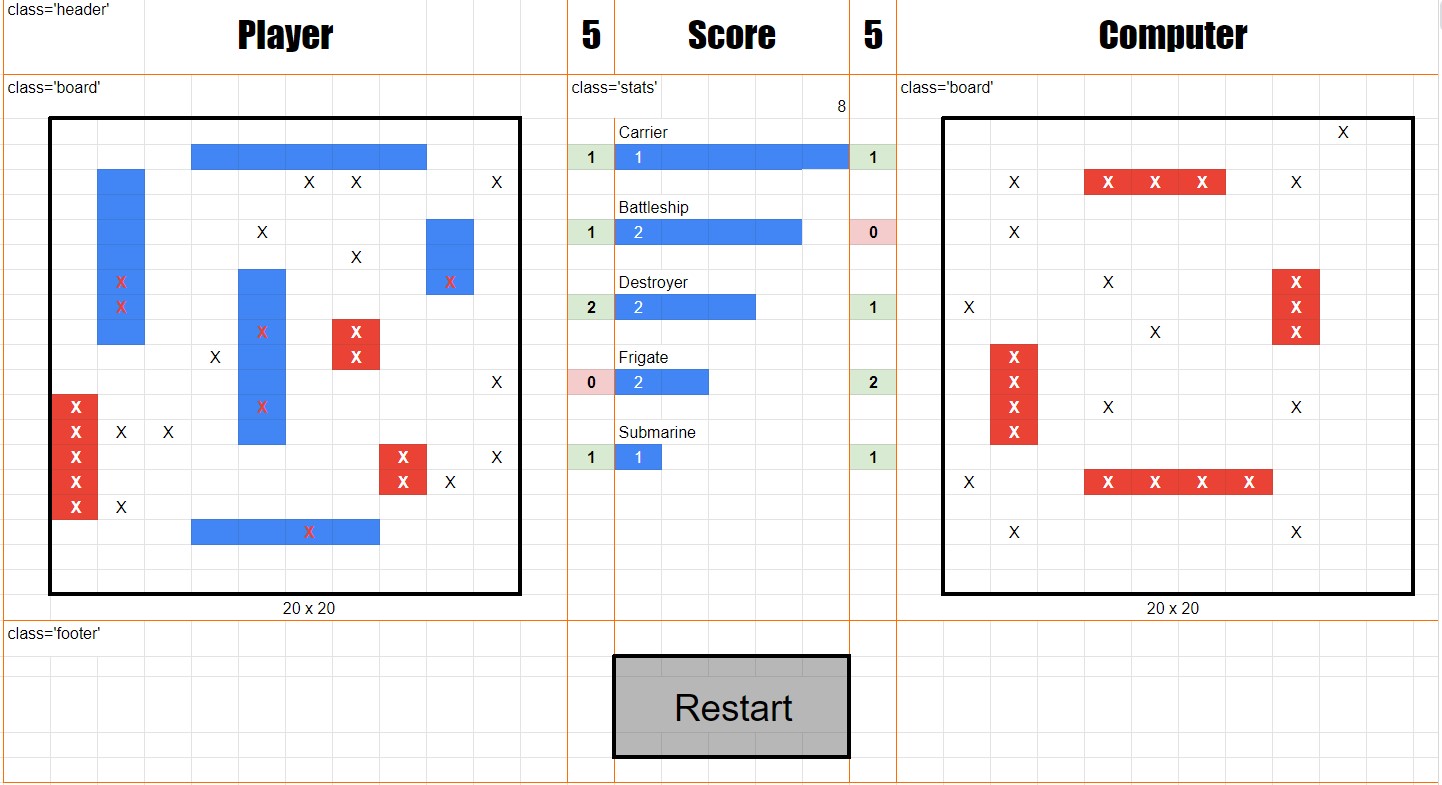 class='header'
Player 5 Score 5 Computer
class='board' class='stats' class='board'
8
Carrier X
1 1 1
X X X X X X X X
Battleship
X 1 2 0 X
X
X X Destroyer X X
X 2 2 1 X X
X X X X
X X X Frigate X
X 0 2 2 X
X X X X X
X X X Submarine X
X X X 1 1 1
X X X X X X X X
X X
X X X
20 x 20 20 x 20
class='footer'
Restart